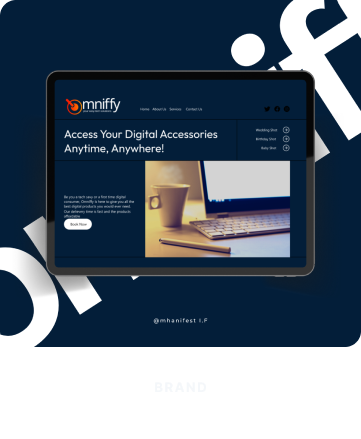 Omniffy
Home About Us Services Contact Us
Access Your Digital Accessories
Anytime, Anywhere!
Wedding Shot
Birthday Shot
Baby Shot
Be you a tech savy or a first time digital
consumer, Omniffy is here to give you all the
best digital products you would ever need.
Our delivery time is fast and the products
affordable
Book Now
@mhanifest I.F
BRAND